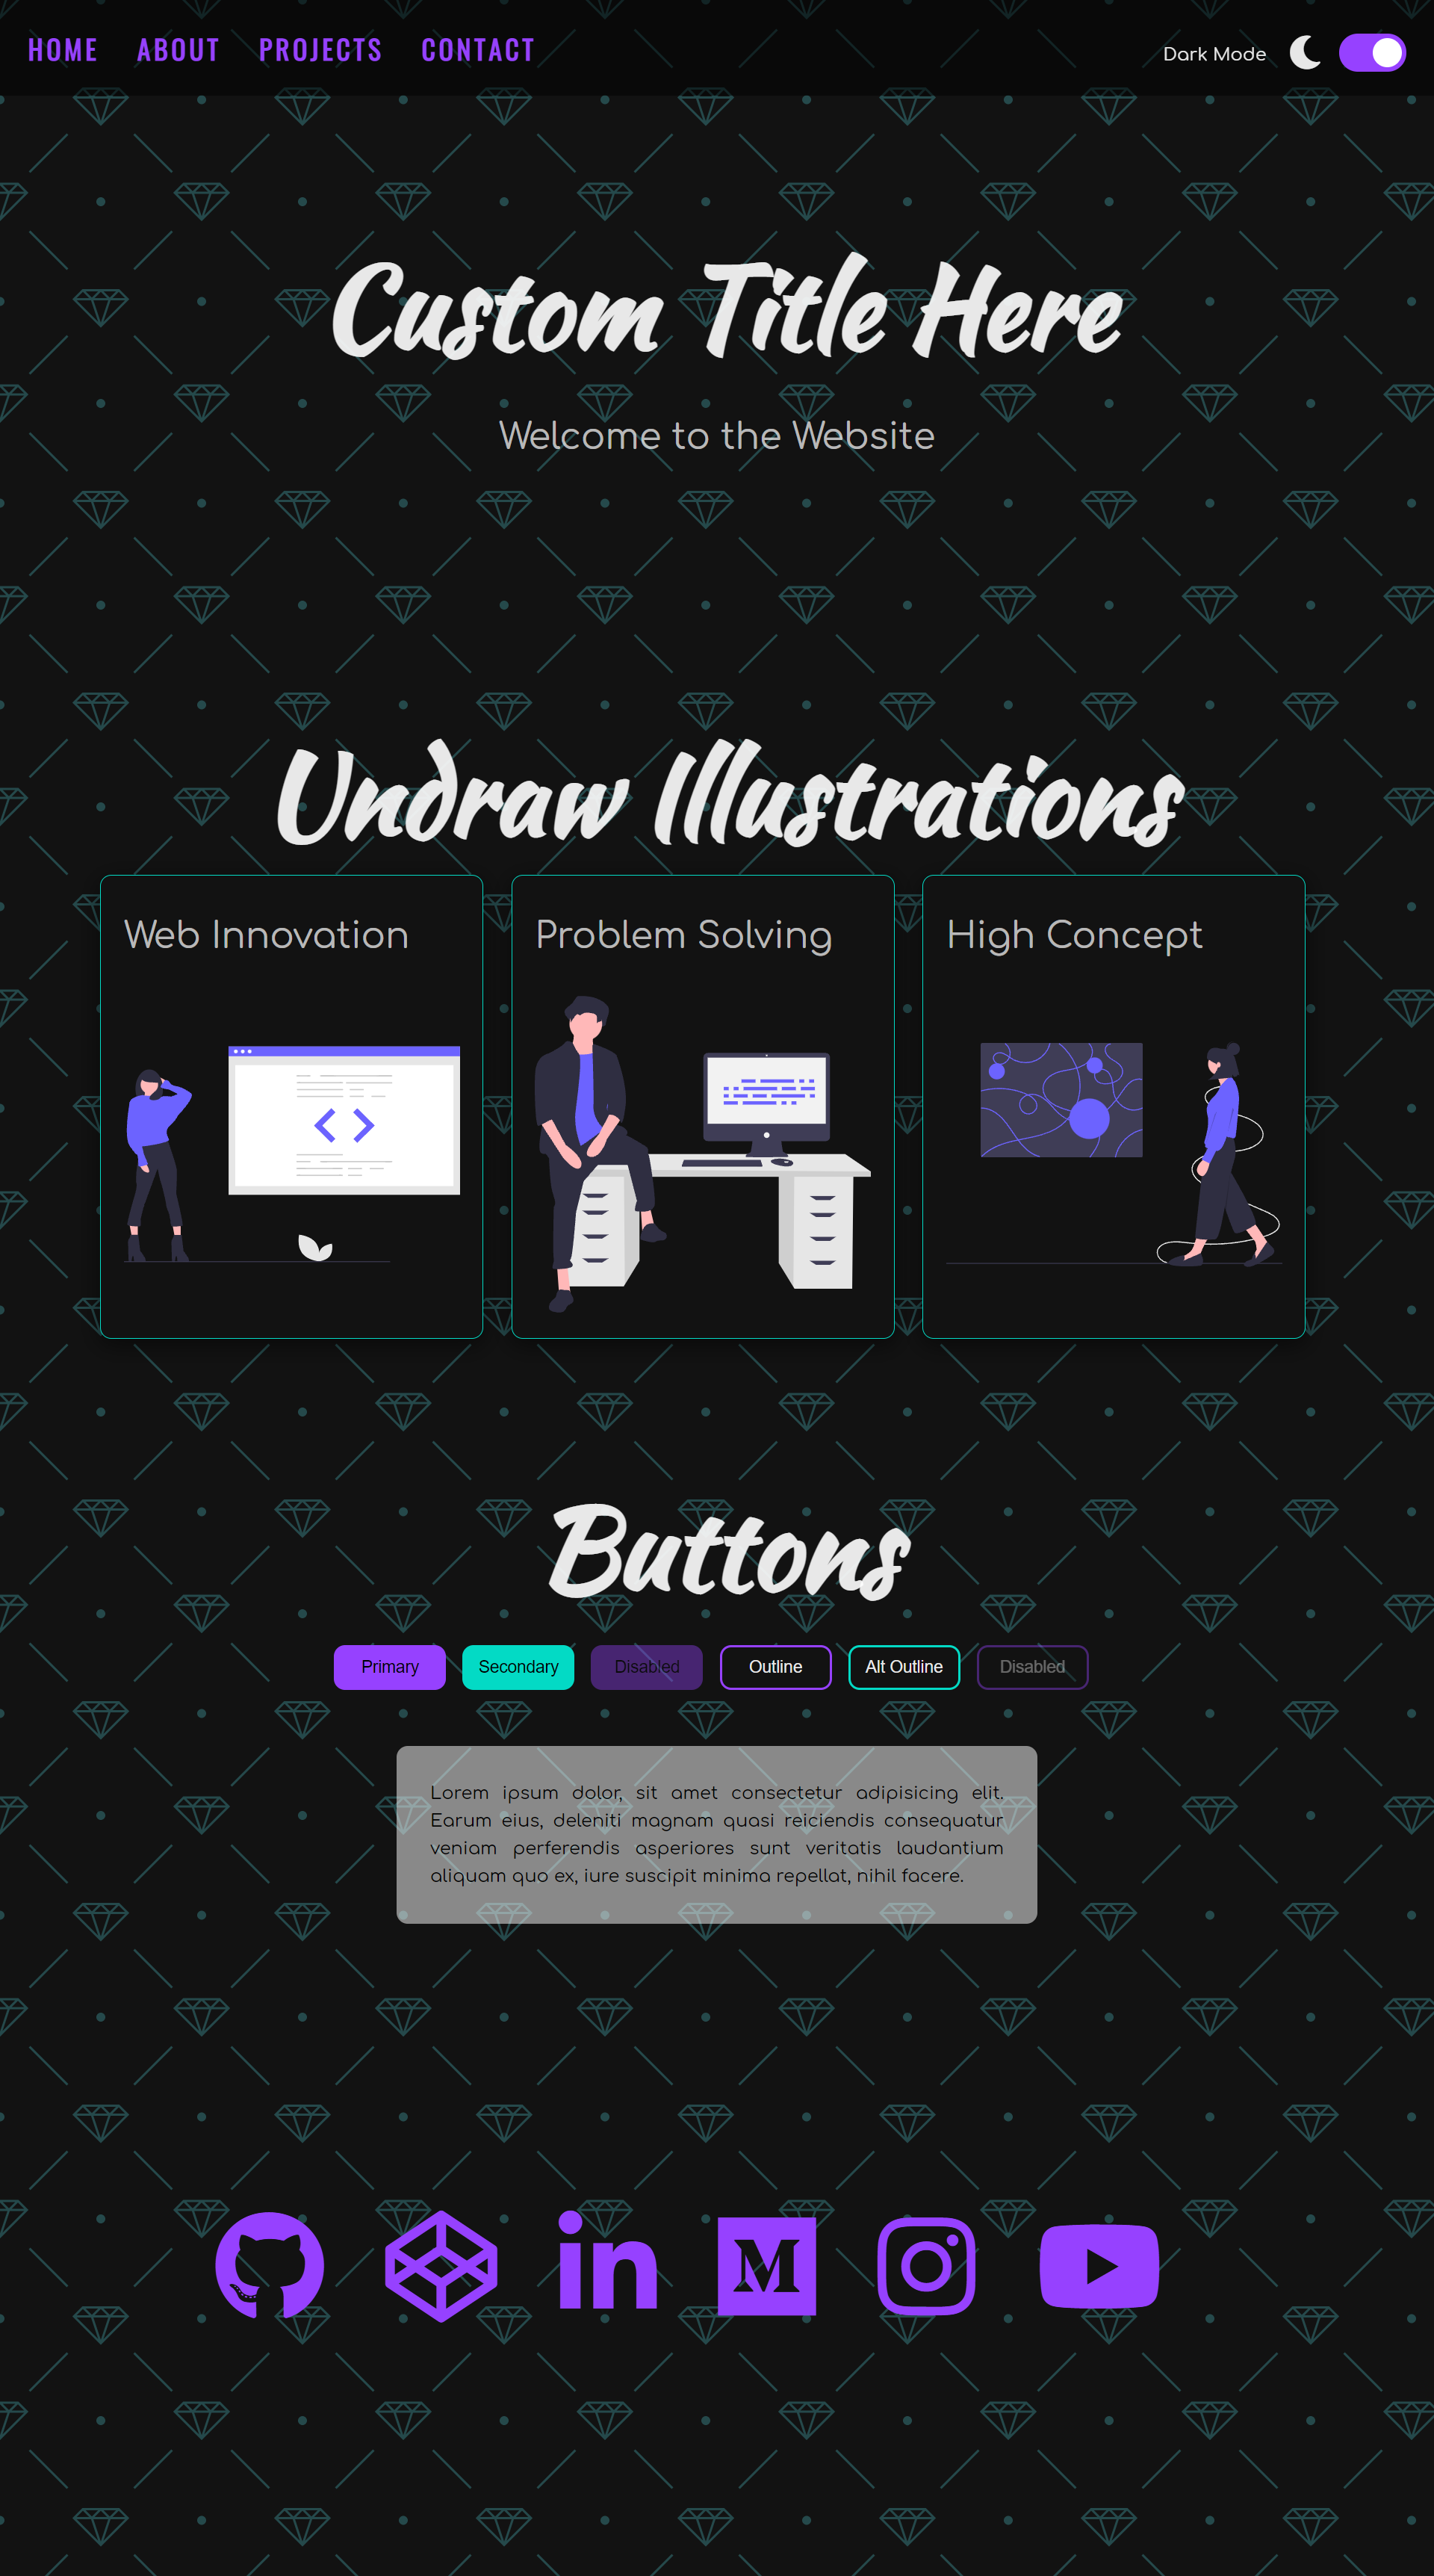 HOME ABOUT PROJECTS CONTACT Dark Mode
Custom Title Here
Welcome to the Website
Undraw Illustrations
Web Innovation
Problem Solving
High Concept
Buttons
Primary Secondary Disabled Outline Alt Outline Disabled
Lorem ipsum dolor, sit amet consectetur adipisicing elit.
Earum eius, deleniti magnam quasi reiciendis consequatur
veniam perferendis asperiores sunt veritatis laudantium
aliquam quo ex, iure suscipit minima repellat, nihil facere.